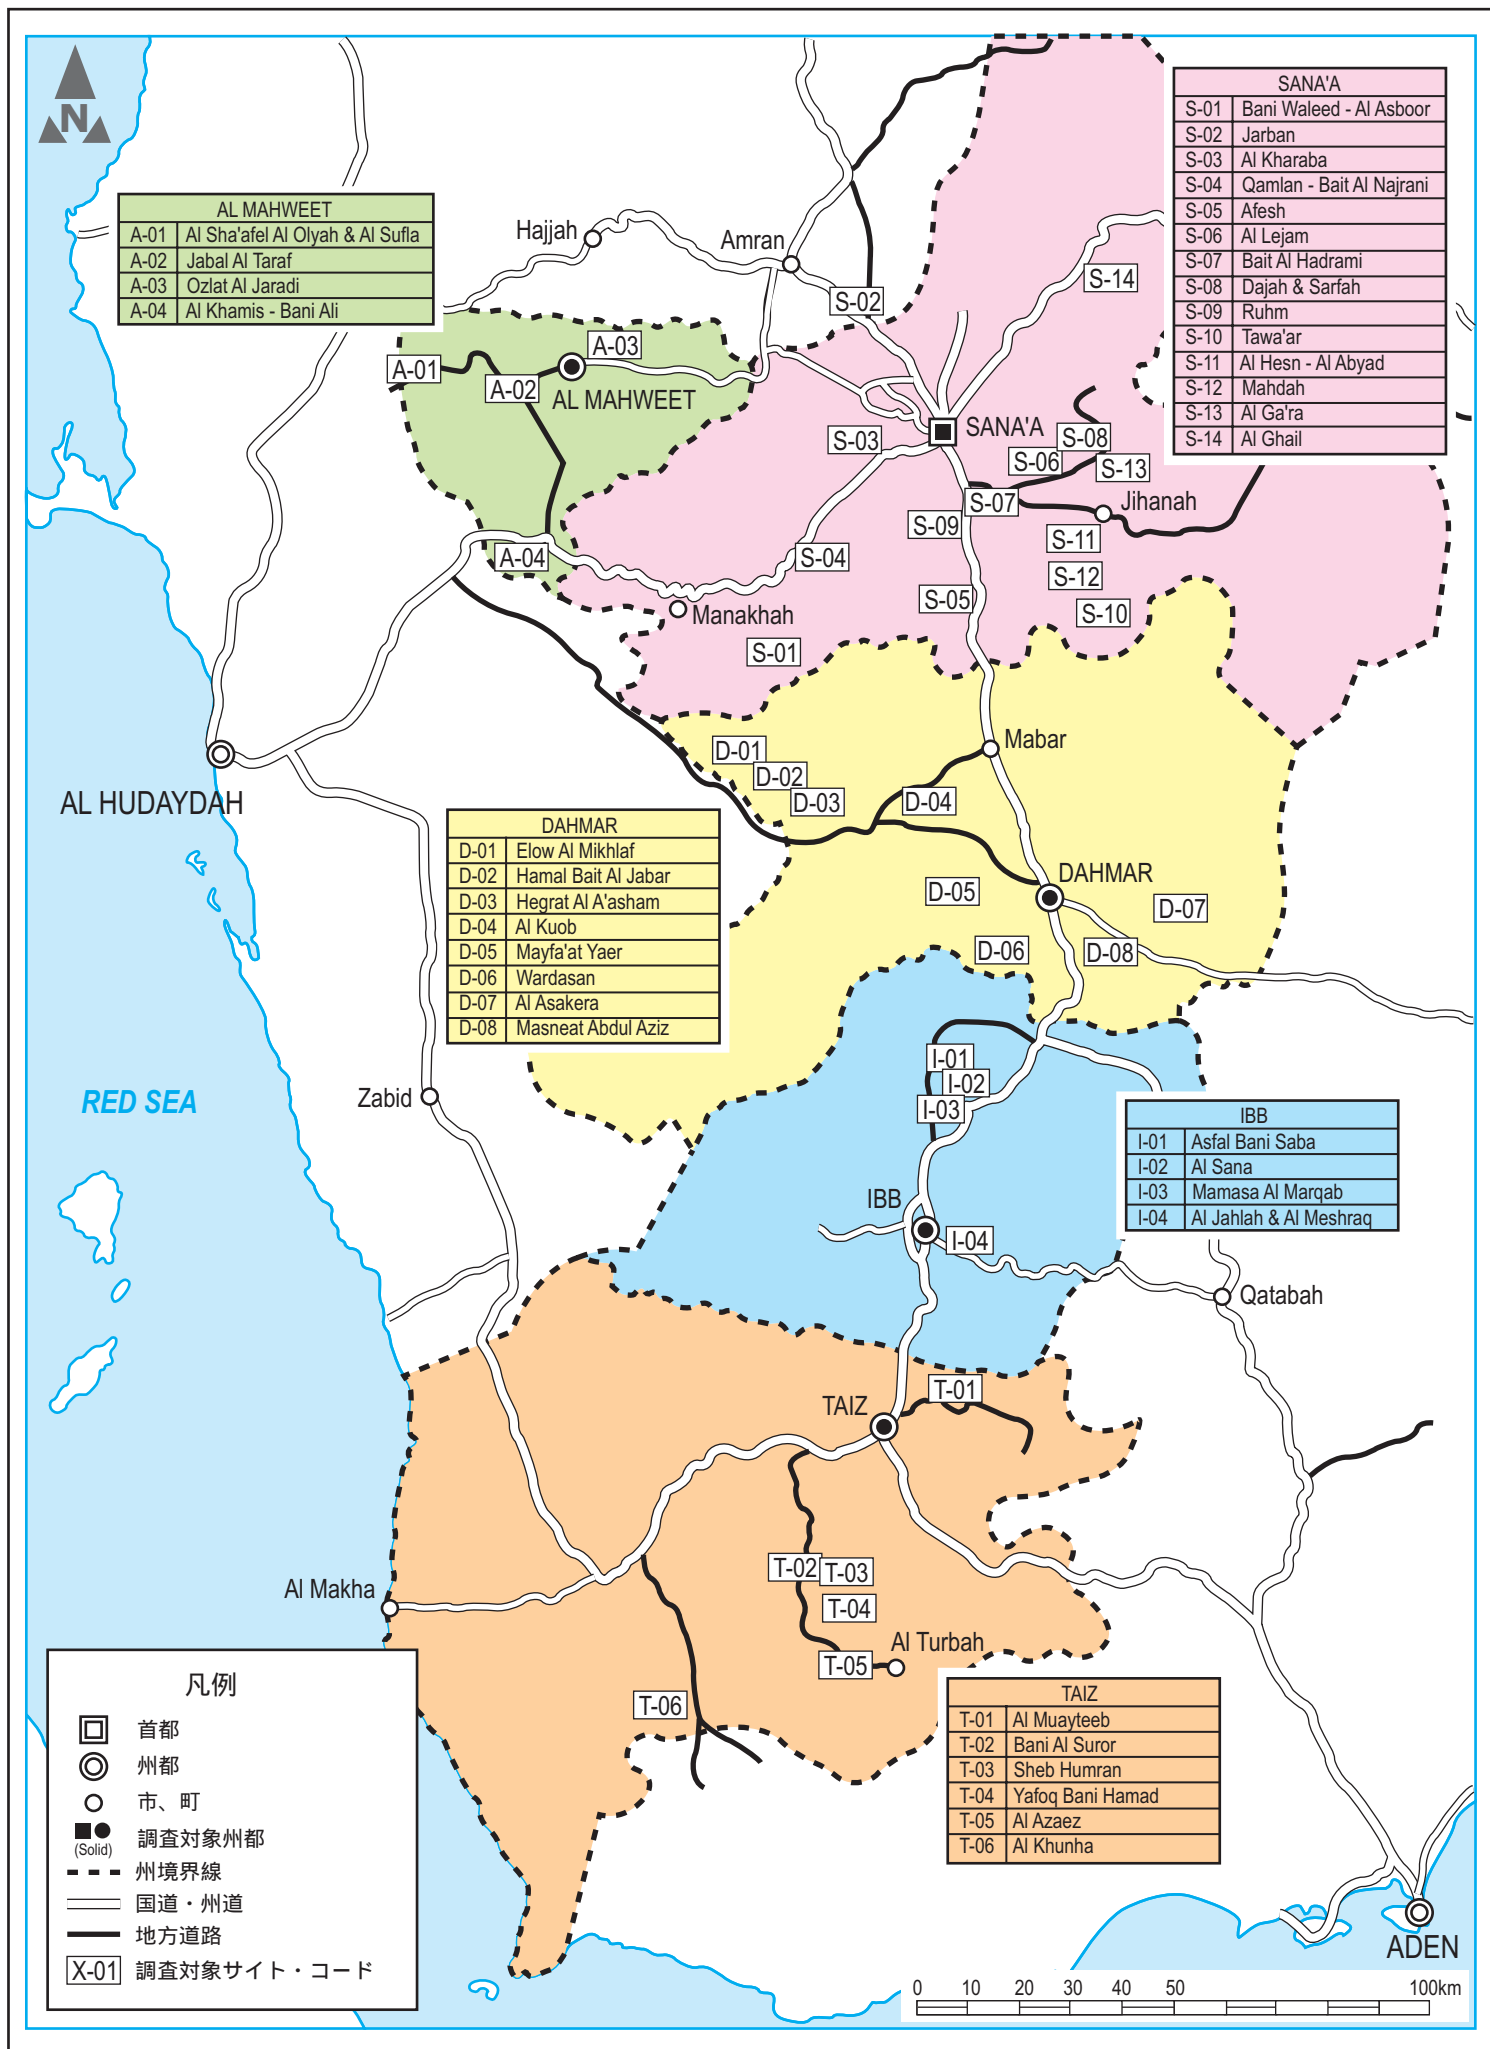 N
SANA'A
S-01 Bani Waleed - Al Asboor
S-02 Jarban
S-03 Al Kharaba
S-04 Qamlan - Bait Al Najrani
S-05 Afesh
S-06 Al Lejam
S-07 Bait Al Hadrami
S-08 Dajah & Sarfah
S-09 Ruhm
S-10 Tawa'ar
S-11 Al Hesn - Al Abyad
S-12 Mahdah
S-13 Al Ga'ra
S-14 Al Ghail
AL MAHWEET
A-01 Al Sha'afel Al Olyah & Al Sufla
A-02 Jabal Al Taraf
A-03 Ozlat Al Jaradi
A-04 Al Khamis - Bani Ali
Hajjah
Amran
S-14
S-02
A-03
A-01
A-02
AL MAHWEET
S-03
SANA'A
S-08
S-06
S-13
S-07
Jihanah
S-09
S-11
A-04
S-04
S-12
S-05
S-10
Manakhah
S-01
Mabar
D-01
D-02
D-03
D-04
AL HUDAYDAH
DAHMAR
D-01 Elow Al Mikhlaf
D-02 Hamal Bait Al Jabar
D-03 Hegrat Al A'asham
D-04 Al Kuob
D-05 Mayfa'at Yaer
D-06 Wardasan
D-07 Al Asakera
D-08 Masneat Abdul Aziz
DAHMAR
D-05
D-07
D-06
D-08
I-01
I-02
I-03
Zabid
RED SEA
IBB
I-01 Asfal Bani Saba
I-02 Al Sana
I-03 Mamasa Al Marqab
I-04 Al Jahlah & Al Meshraq
IBB
I-04
Qatabah
T-01
TAIZ
T-02
T-03
T-04
Al Makha
Al Turbah
T-05
T-06
TAIZ
T-01 Al Muayteeb
T-02 Bani Al Suror
T-03 Sheb Humran
T-04 Yafoq Bani Hamad
T-05 Al Azaez
T-06 Al Khunha
凡例
首都
州都
市、町
(Solid) 調査対象州都
州境界線
国道・州道
地方道路
X-01 調査対象サイト・コード
ADEN
0 10 20 30 40 50 100km